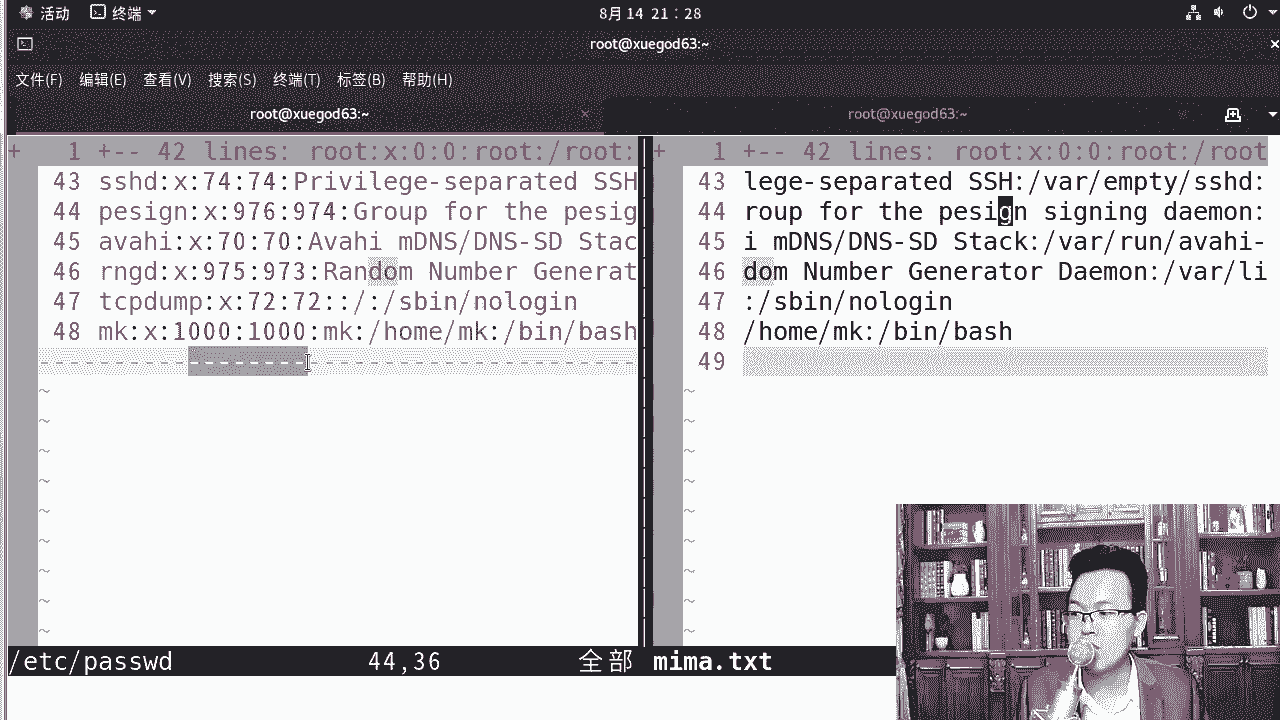 活动 终端 8月14 21：28
root@xuegod63:~
文件(F) 编辑(E) 查看(V) 搜索(S) 终端(T) 标签(B) 帮助(H)
root@xuegod63:~ × root@xuegod63:~
+ 1 +-- 42 lines: root:x:0:0:root:/root:
43 sshd:x:74:74:Privilege-separated SSH
44 pesign:x:976:974:Group for the pesig
45 avahi:x:70:70:Avahi mDNS/DNS-SD Stac
46 rngd:x:975:973:Random Number Generat
47 tcpdump:x:72:72::/:/sbin/nologin
48 mk:x:1000:1000:mk:/home/mk:/bin/bash
----------------------------------------
~
~
~
~
~
~
~
~
~
/etc/passwd 44,36 全部
+ 1 +-- 42 lines: root:x:0:0:root:/root
43 lege-separated SSH:/var/empty/sshd:
44 roup for the pesign signing daemon:
45 i mDNS/DNS-SD Stack:/var/run/avahi-
46 dom Number Generator Daemon:/var/li
47 :/sbin/nologin
48 /home/mk:/bin/bash
49
~
~
~
~
~
~
~
~
~
mima.txt